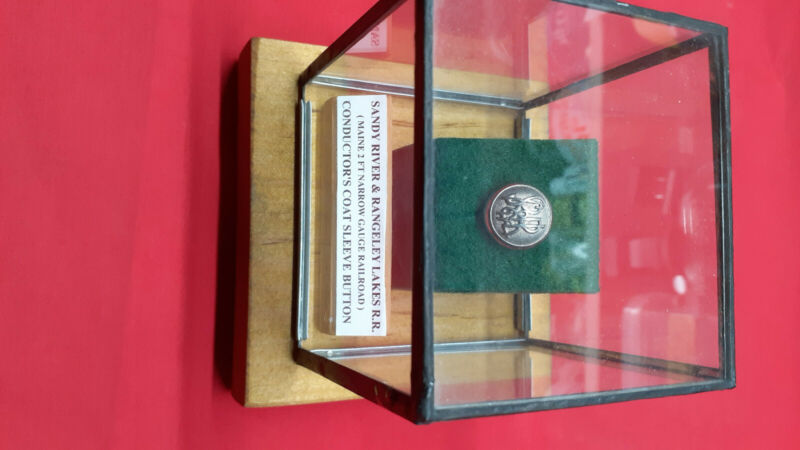 SANDY RIVER & RANGELEY LAKES R.R.
( MAINE 2 FT NARROW GAUGE RAILROAD )
CONDUCTOR'S COAT SLEEVE BUTTON